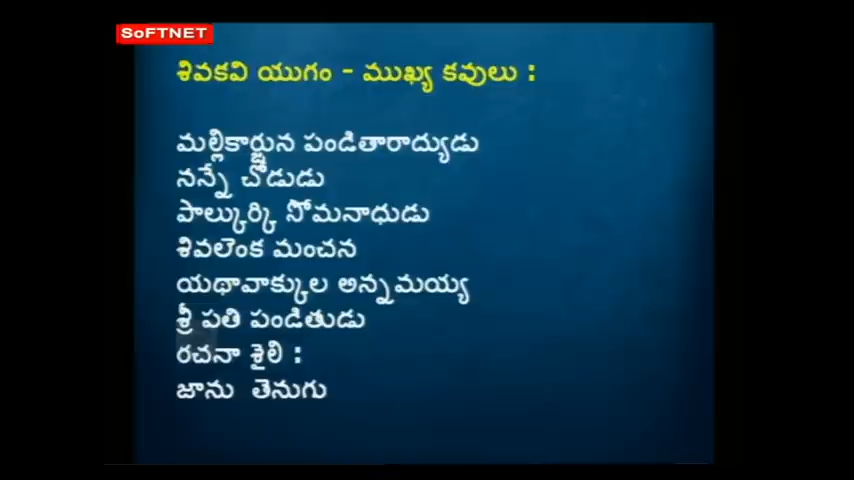 SoFTNET
శివకవి యుగం - ముఖ్య కవులు :
మల్లికార్జున పండితారాద్యుడు
నన్నే చోడుడు
పాల్కుర్కి సోమనాధుడు
శివలెంక మంచన
యథావాక్కుల అన్నమయ్య
శ్రీ పతి పండితుడు
రచనా శైలి :
జాను తెనుగు